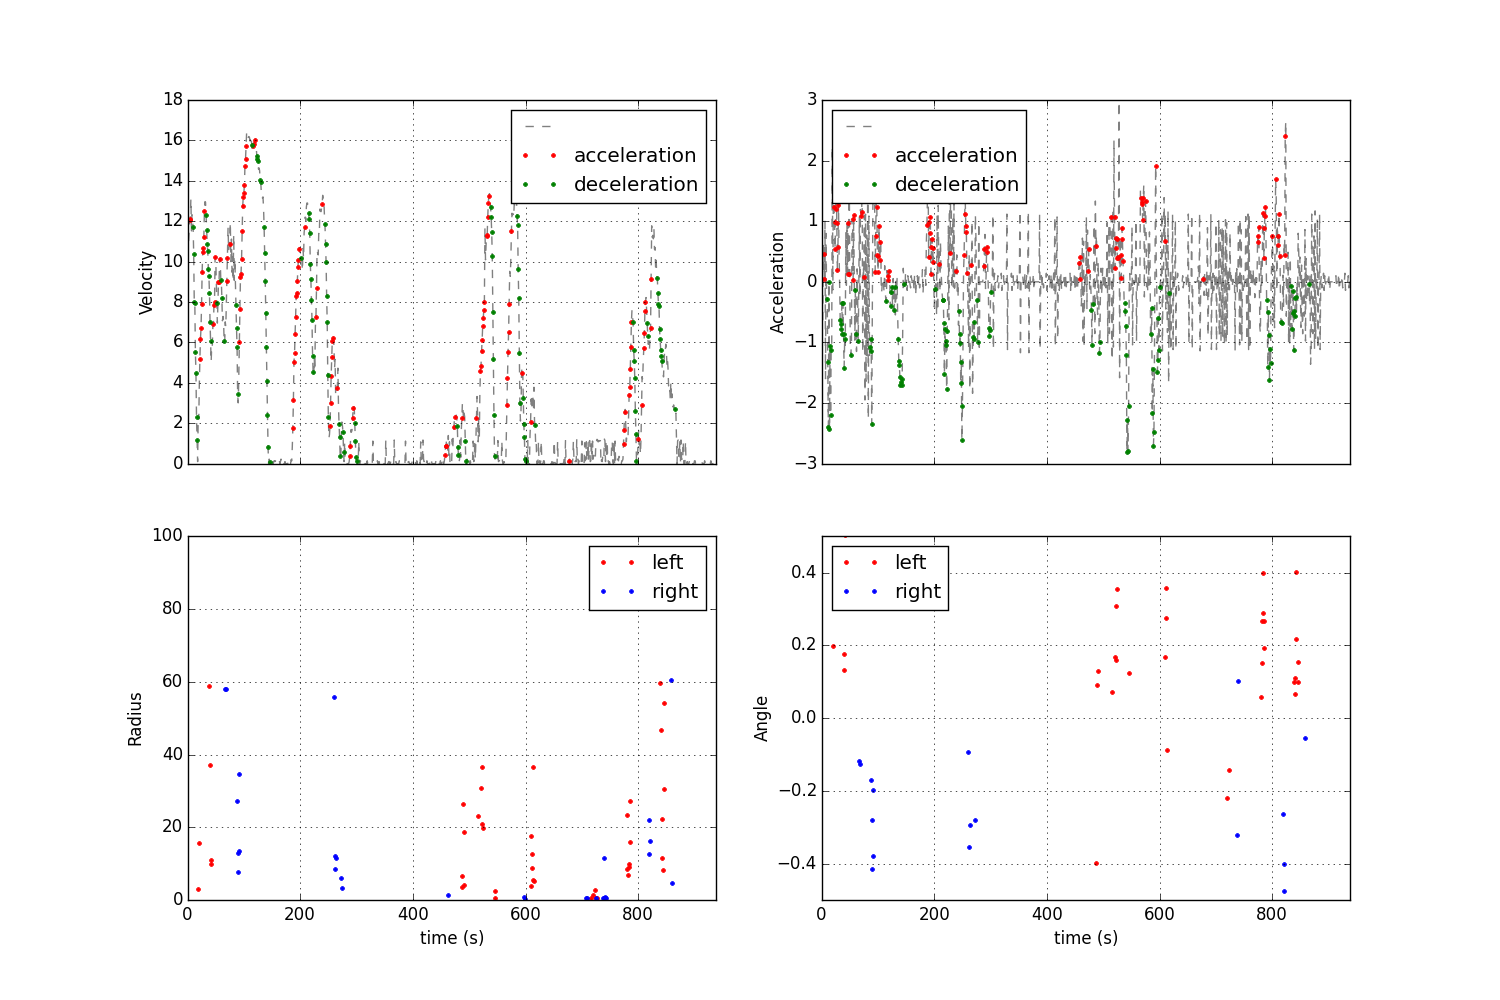 18
16
14
12
10
8
6
4
2
0
Velocity
acceleration
deceleration
3
2
1
0
−1
−2
−3
Acceleration
acceleration
deceleration
100
80
60
40
20
0
Radius
0 200 400 600 800
time (s)
left
right
0.4
0.2
0.0
−0.2
−0.4
Angle
0 200 400 600 800
time (s)
left
right